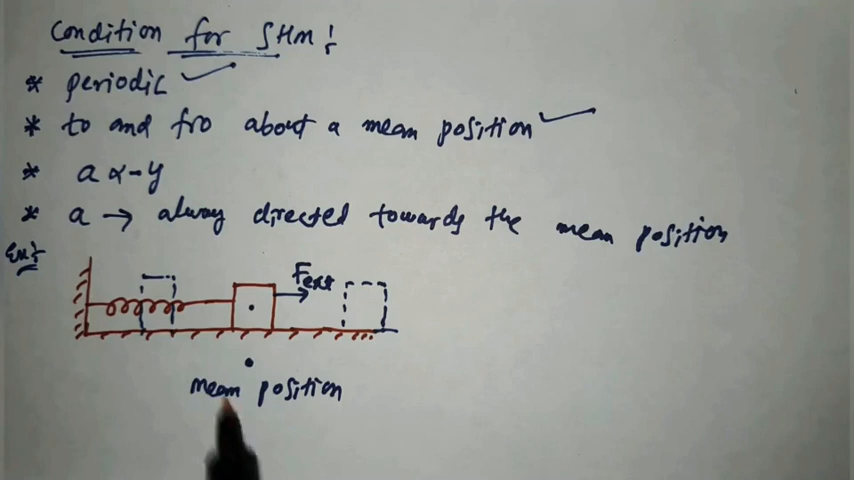 Condition for SHM :
* periodic
* to and fro about a mean position
* a α - y
* a → alway directed towards the mean position
Ex:
Fext
mean position